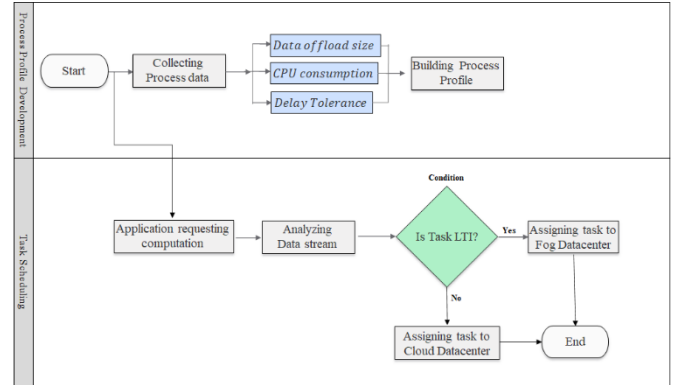 Process Profile Development
Start
Collecting
Process data
Data offload size
CPU consumption
Delay Tolerance
Building Process
Profile
Task Scheduling
Application requesting
computation
Analyzing
Data stream
Condition
Is Task LTI?
Yes
Assigning task to
Fog Datacenter
No
Assigning task to
Cloud Datacenter
End